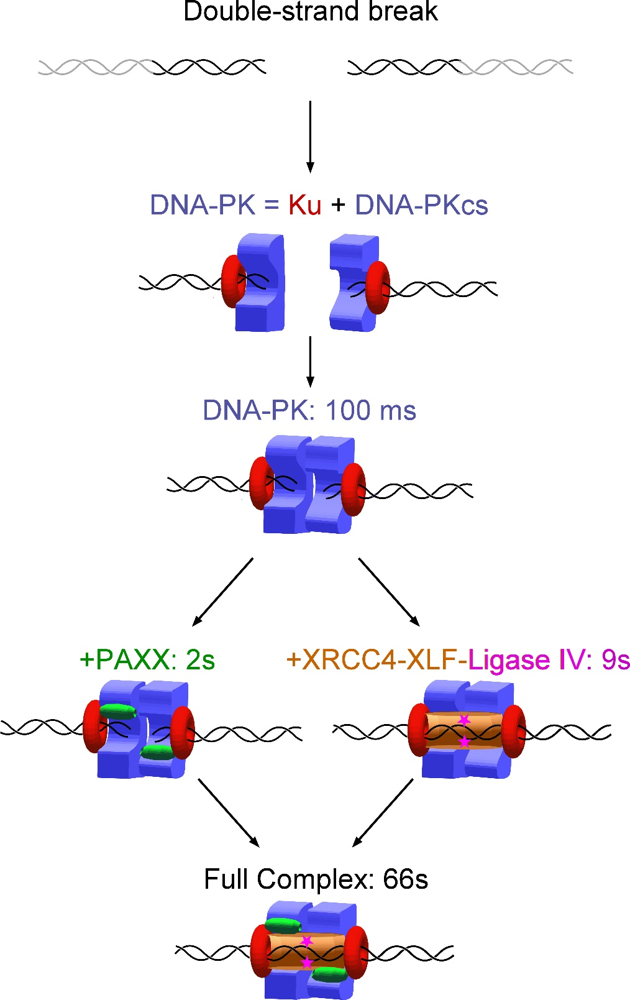 Double-strand break
DNA-PK = Ku + DNA-PKcs
DNA-PK: 100 ms
+PAXX: 2s
+XRCC4-XLF-Ligase IV: 9s
Full Complex: 66s